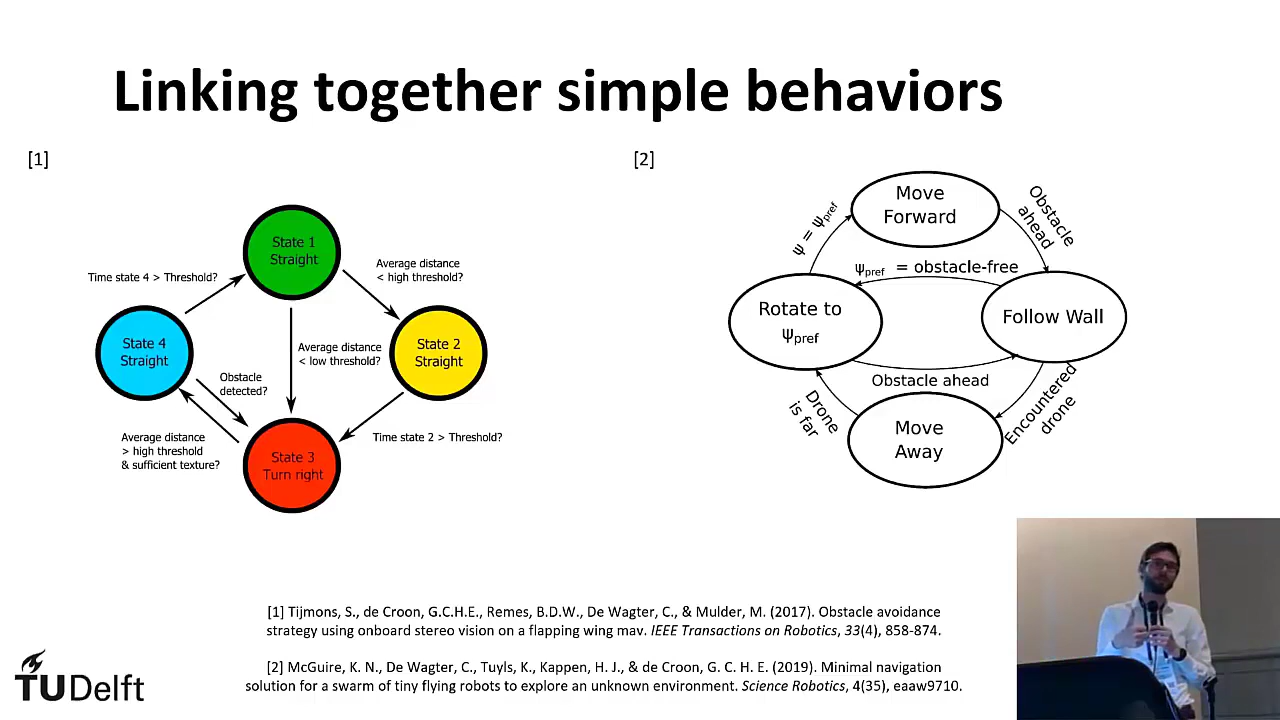 Linking together simple behaviors
[1]
State 1
Straight
Average distance
< high threshold?
Time state 4 > Threshold?
State 4
Straight
Average distance
< low threshold?
State 2
Straight
Obstacle
detected?
Average distance
> high threshold
& sufficient texture?
Time state 2 > Threshold?
State 3
Turn right
[2]
Move
Forward
Obstacle
ahead
ψ = ψpref
ψpref = obstacle-free
Rotate to
ψpref
Follow Wall
Obstacle ahead
Drone
is far
Encountered
drone
Move
Away
[1] Tijmons, S., de Croon, G.C.H.E., Remes, B.D.W., De Wagter, C., & Mulder, M. (2017). Obstacle avoidance
strategy using onboard stereo vision on a flapping wing mav. IEEE Transactions on Robotics, 33(4), 858-874.
[2] McGuire, K. N., De Wagter, C., Tuyls, K., Kappen, H. J., & de Croon, G. C. H. E. (2019). Minimal navigation
solution for a swarm of tiny flying robots to explore an unknown environment. Science Robotics, 4(35), eaaw9710.
TUDelft